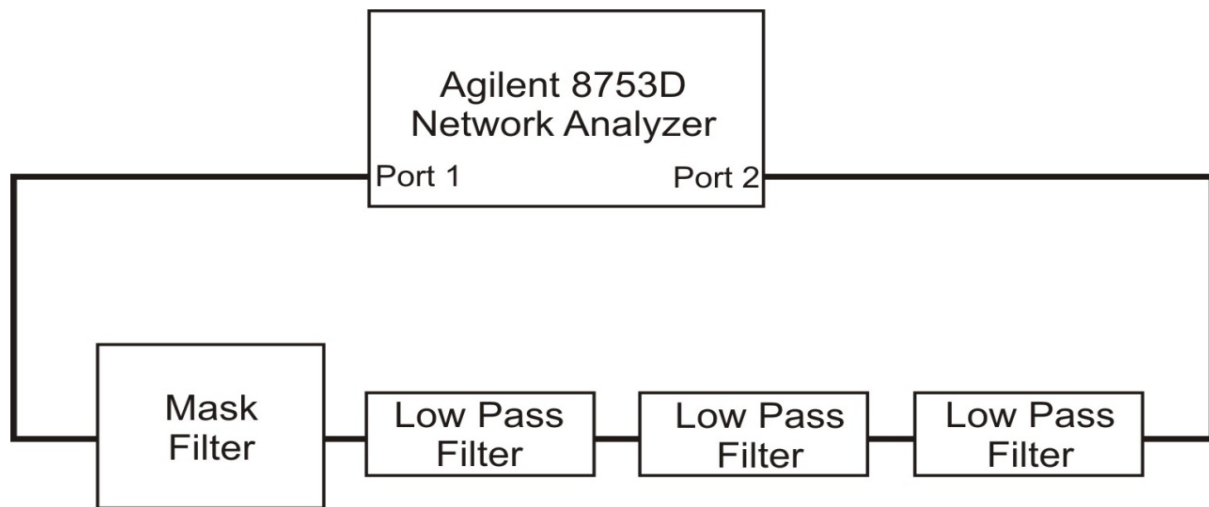 Agilent 8753D
Network Analyzer
Port 1
Port 2
Mask
Filter
Low Pass
Filter
Low Pass
Filter
Low Pass
Filter